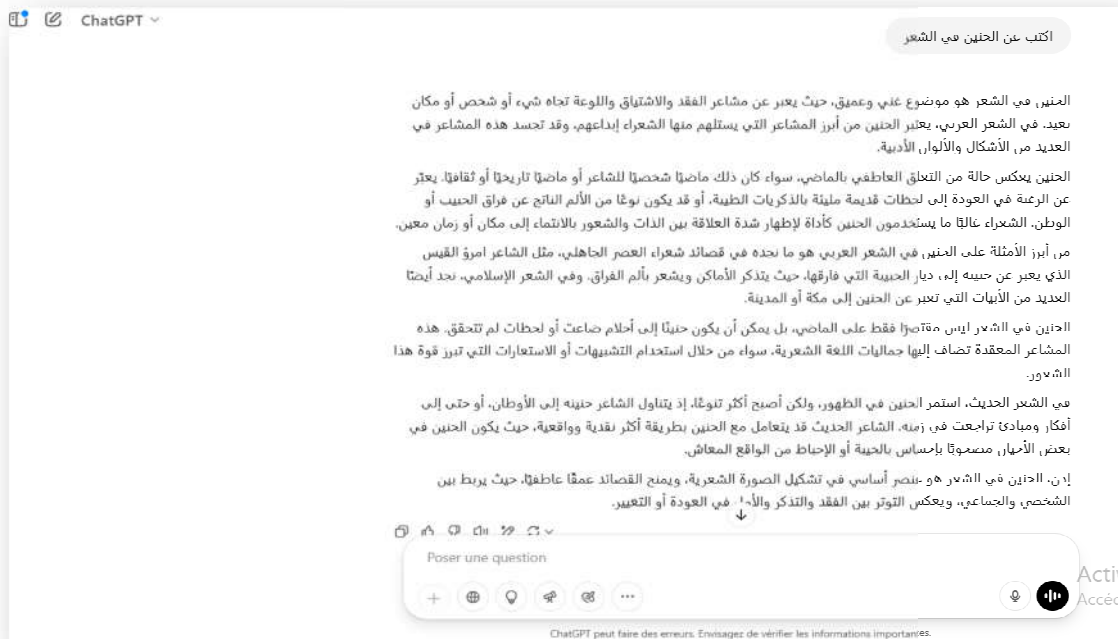 ChatGPT
اكتب عن الحنين في الشعر
الحنين في الشعر هو موضوع غني وعميق، حيث يعبر عن مشاعر الفقد والاشتياق واللوعة تجاه شيء أو شخص أو مكان
بعيد. في الشعر العربي، يعتبر الحنين من أبرز المشاعر التي يستلهم منها الشعراء إبداعهم، وقد تجسد هذه المشاعر في
العديد من الأشكال والألوان الأدبية.
الحنين يعكس حالة من التعلق العاطفي بالماضي، سواء كان ذلك ماضيًا شخصيًا للشاعر أو ماضيًا تاريخيًا أو ثقافيًا. يعبّر
عن الرغبة في العودة إلى لحظات قديمة مليئة بالذكريات الطيبة، أو قد يكون نوعًا من الألم الناتج عن فراق الحبيب أو
الوطن. الشعراء غالبًا ما يستخدمون الحنين كأداة لإظهار شدة العلاقة بين الذات والشعور بالانتماء إلى مكان أو زمان معين.
من أبرز الأمثلة على الحنين في الشعر العربي هو ما نجده في قصائد شعراء العصر الجاهلي، مثل الشاعر امرؤ القيس
الذي يعبر عن حنينه إلى ديار الحبيبة التي فارقها، حيث يتذكر الأماكن ويشعر بألم الفراق. وفي الشعر الإسلامي، نجد أيضًا
العديد من الأبيات التي تعبر عن الحنين إلى مكة أو المدينة.
الحنين في الشعر ليس مقتصرًا فقط على الماضي، بل يمكن أن يكون حنينًا إلى أحلام ضاعت أو لحظات لم تتحقق. هذه
المشاعر المعقدة تضاف إليها جماليات اللغة الشعرية، سواء من خلال استخدام التشبيهات أو الاستعارات التي تبرز قوة هذا
الشعور.
في الشعر الحديث، استمر الحنين في الظهور، ولكن أصبح أكثر تنوعًا، إذ يتناول الشاعر حنينه إلى الأوطان، أو حتى إلى
أفكار ومبادئ تراجعت في زمنه. الشاعر الحديث قد يتعامل مع الحنين بطريقة أكثر نقدية وواقعية، حيث يكون الحنين في
بعض الأحيان مصحوبًا بإحساس بالخيبة أو الإحباط من الواقع المعاش.
إذن، الحنين في الشعر هو عنصر أساسي في تشكيل الصورة الشعرية، ويمنح القصائد عمقًا عاطفيًا، حيث يربط بين
الشخصي والجماعي، ويعكس التوتر بين الفقد والتذكر والأمل في العودة أو التغيير.
Poser une question
Acti
Accéd
ChatGPT peut faire des erreurs. Envisagez de vérifier les informations importantes.